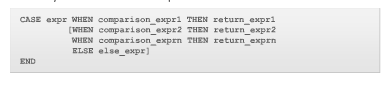 CASE expr WHEN comparison_expr1 THEN return_expr1
[WHEN comparison_expr2 THEN return_expr2
WHEN comparison_exprn THEN return_exprn
ELSE else_expr]
END